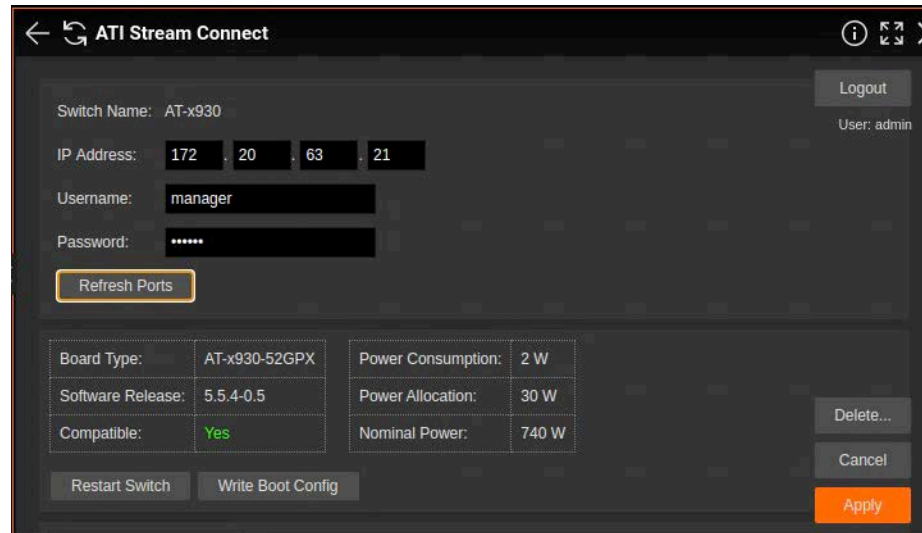 ATI Stream Connect
Logout
User: admin
Switch Name: AT-x930
IP Address: 172 . 20 . 63 . 21
Username: manager
Password: ••••••
Refresh Ports
Board Type: AT-x930-52GPX Power Consumption: 2 W
Software Release: 5.5.4-0.5 Power Allocation: 30 W
Compatible: Yes Nominal Power: 740 W
Restart Switch Write Boot Config
Delete...
Cancel
Apply